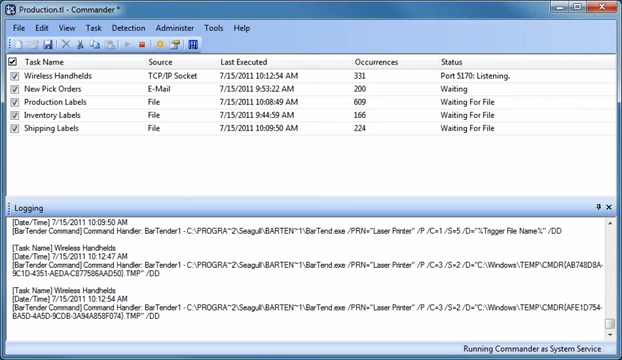 Production.tl - Commander *
File Edit View Task Detection Administer Tools Help
Task Name Source Last Executed Occurrences Status
Wireless Handhelds TCP/IP Socket 7/15/2011 10:12:54 AM 331 Port 5170: Listening.
New Pick Orders E-Mail 7/15/2011 9:53:22 AM 200 Waiting
Production Labels File 7/15/2011 10:08:49 AM 609 Waiting For File
Inventory Labels File 7/15/2011 9:44:59 AM 166 Waiting For File
Shipping Labels File 7/15/2011 10:09:50 AM 224 Waiting For File
Logging
[Date/Time] 7/15/2011 10:09:50 AM
[BarTender Command] Command Handler: BarTender1 - C:\PROGRA~2\Seagull\BARTEN~1\BarTend.exe /PRN="Laser Printer" /P /C=1 /S=5 /D="%Trigger File Name%" /DD
[Task Name] Wireless Handhelds
[Date/Time] 7/15/2011 10:12:47 AM
[BarTender Command] Command Handler: BarTender1 - C:\PROGRA~2\Seagull\BARTEN~1\BarTend.exe /PRN="Laser Printer" /P /C=3 /S=2 /D="C:\Windows\TEMP\CMDR{AB748D8A-
9C1D-4351-AEDA-C877586AAD50}.TMP" /DD
[Task Name] Wireless Handhelds
[Date/Time] 7/15/2011 10:12:54 AM
[BarTender Command] Command Handler: BarTender1 - C:\PROGRA~2\Seagull\BARTEN~1\BarTend.exe /PRN="Laser Printer" /P /C=3 /S=2 /D="C:\Windows\TEMP\CMDR{AFE1D754-
BA5D-4A5D-9CDB-3A94A858F074}.TMP" /DD
Running Commander as System Service